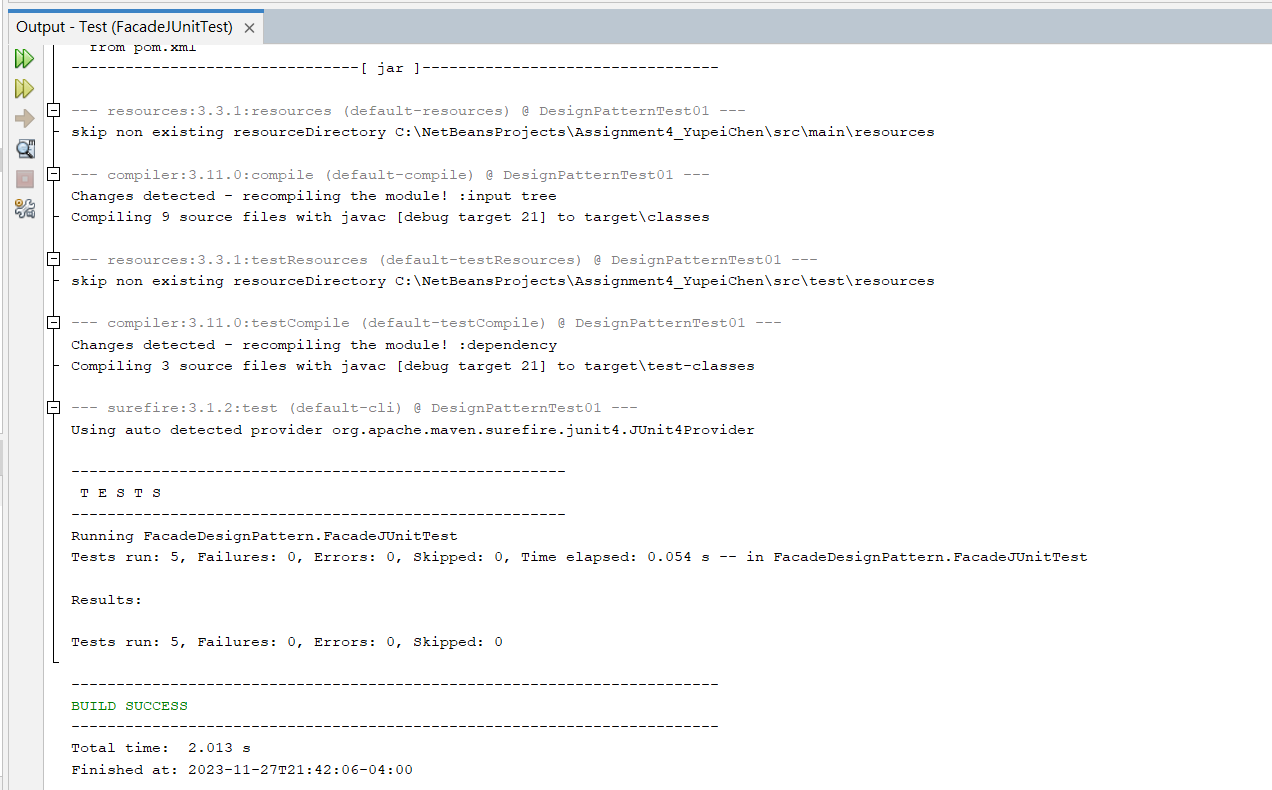 Output - Test (FacadeJUnitTest)
from pom.xml
--------------------------------[ jar ]---------------------------------
--- resources:3.3.1:resources (default-resources) @ DesignPatternTest01 ---
skip non existing resourceDirectory C:\NetBeansProjects\Assignment4_YupeiChen\src\main\resources
--- compiler:3.11.0:compile (default-compile) @ DesignPatternTest01 ---
Changes detected - recompiling the module! :input tree
Compiling 9 source files with javac [debug target 21] to target\classes
--- resources:3.3.1:testResources (default-testResources) @ DesignPatternTest01 ---
skip non existing resourceDirectory C:\NetBeansProjects\Assignment4_YupeiChen\src\test\resources
--- compiler:3.11.0:testCompile (default-testCompile) @ DesignPatternTest01 ---
Changes detected - recompiling the module! :dependency
Compiling 3 source files with javac [debug target 21] to target\test-classes
--- surefire:3.1.2:test (default-cli) @ DesignPatternTest01 ---
Using auto detected provider org.apache.maven.surefire.junit4.JUnit4Provider
-------------------------------------------------------
T E S T S
-------------------------------------------------------
Running FacadeDesignPattern.FacadeJUnitTest
Tests run: 5, Failures: 0, Errors: 0, Skipped: 0, Time elapsed: 0.054 s -- in FacadeDesignPattern.FacadeJUnitTest
Results:
Tests run: 5, Failures: 0, Errors: 0, Skipped: 0
------------------------------------------------------------------------
BUILD SUCCESS
------------------------------------------------------------------------
Total time:  2.013 s
Finished at: 2023-11-27T21:42:06-04:00